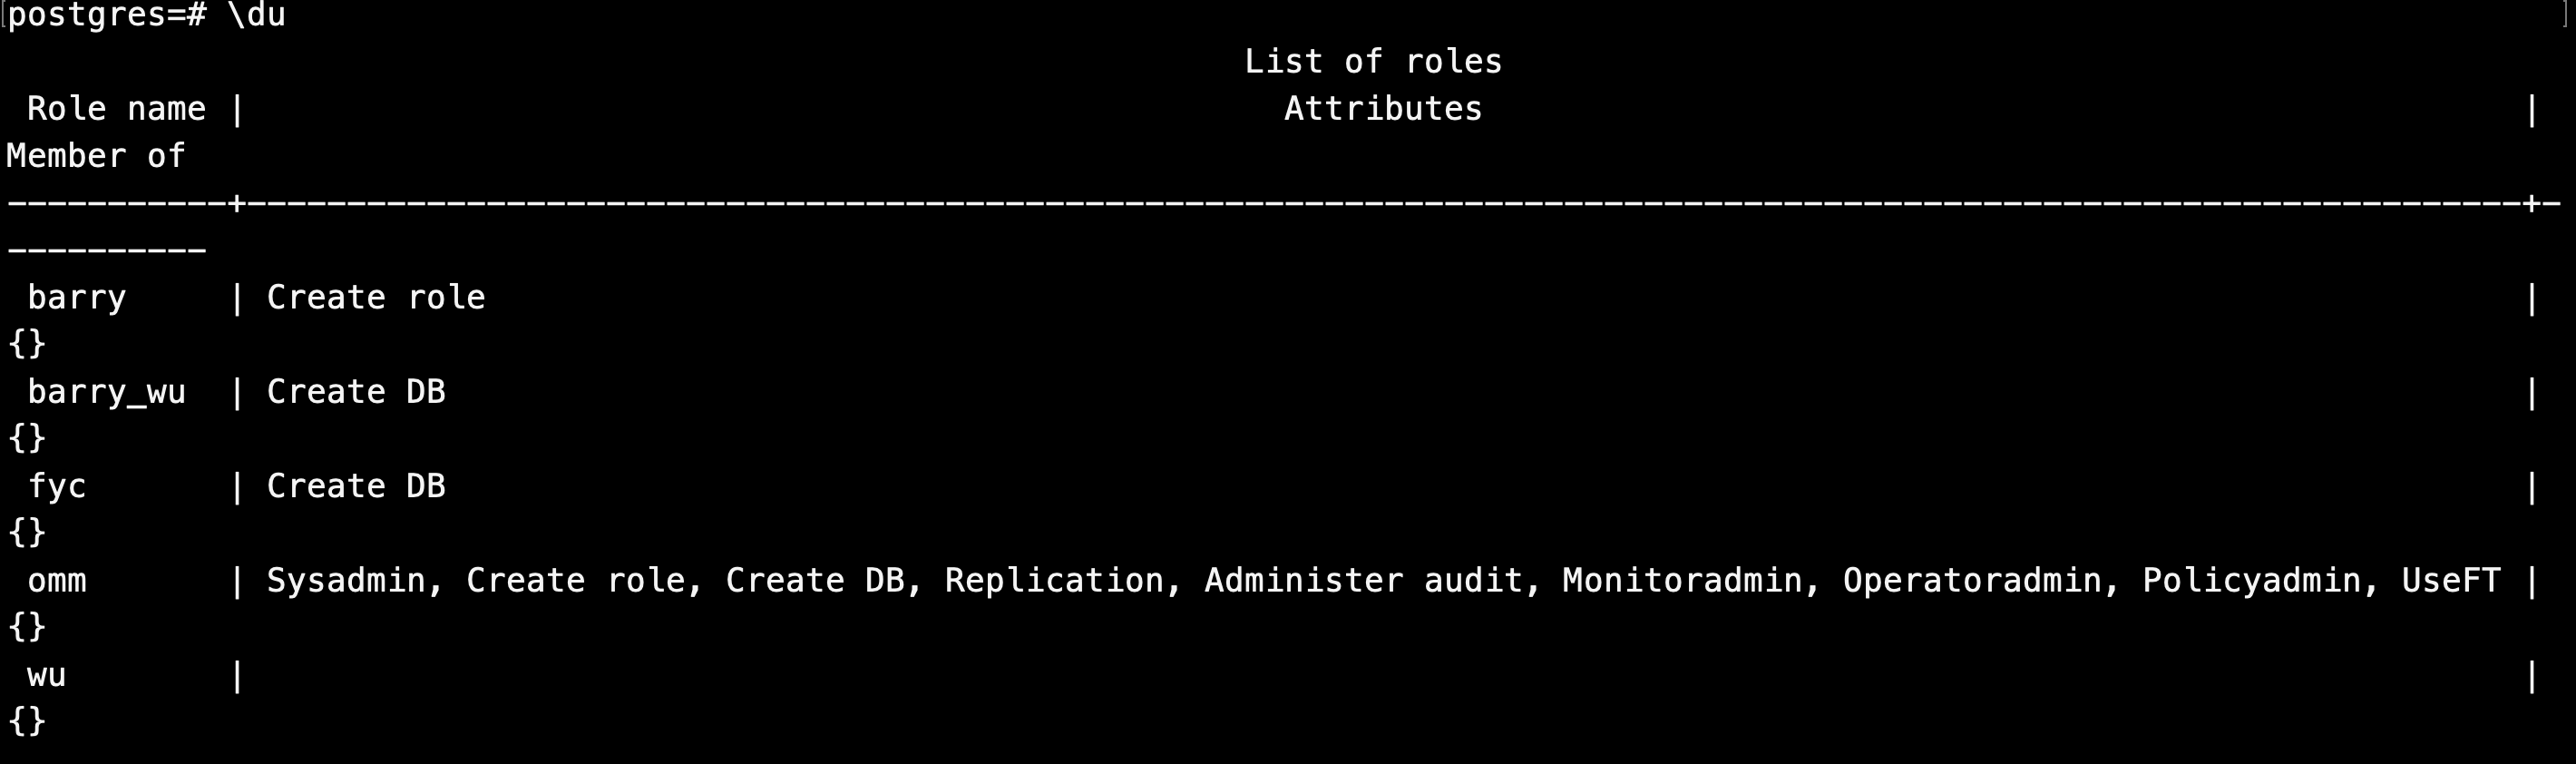 [postgres=# \du ]
List of roles
Role name | Attributes |
Member of
-----------+------------------------------------------------------------------------------------------------------------------+-
----------
barry | Create role |
{}
barry_wu | Create DB |
{}
fyc | Create DB |
{}
omm | Sysadmin, Create role, Create DB, Replication, Administer audit, Monitoradmin, Operatoradmin, Policyadmin, UseFT |
{}
wu | |
{}